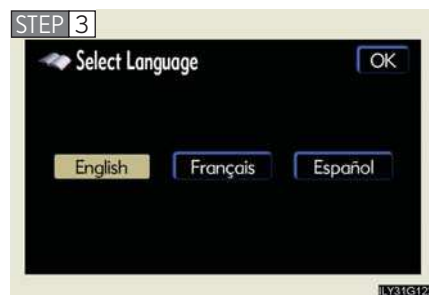 STEP 3
Select Language
OK
English Français Español
ILY31G12